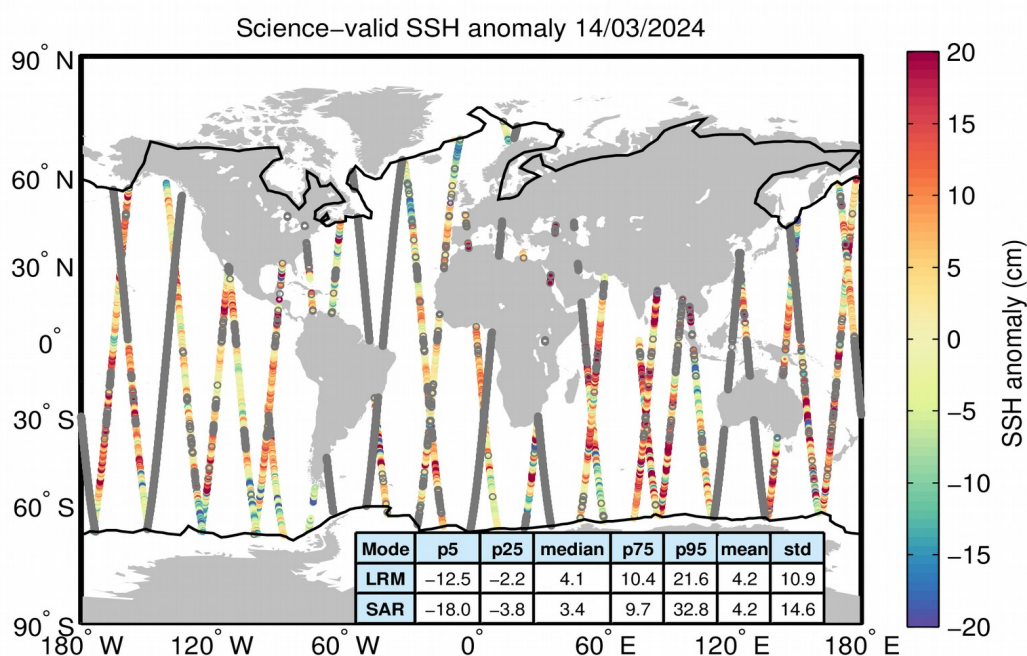 Science−valid SSH anomaly 14/03/2024
90° N
60° N
30° N
0°
30° S
60° S
90° S
180° W
120° W
60° W
0°
60° E
120° E
180° E
20
15
10
5
0
−5
−10
−15
−20
SSH anomaly (cm)
Mode p5 p25 median p75 p95 mean std
LRM −12.5 −2.2 4.1 10.4 21.6 4.2 10.9
SAR −18.0 −3.8 3.4 9.7 32.8 4.2 14.6